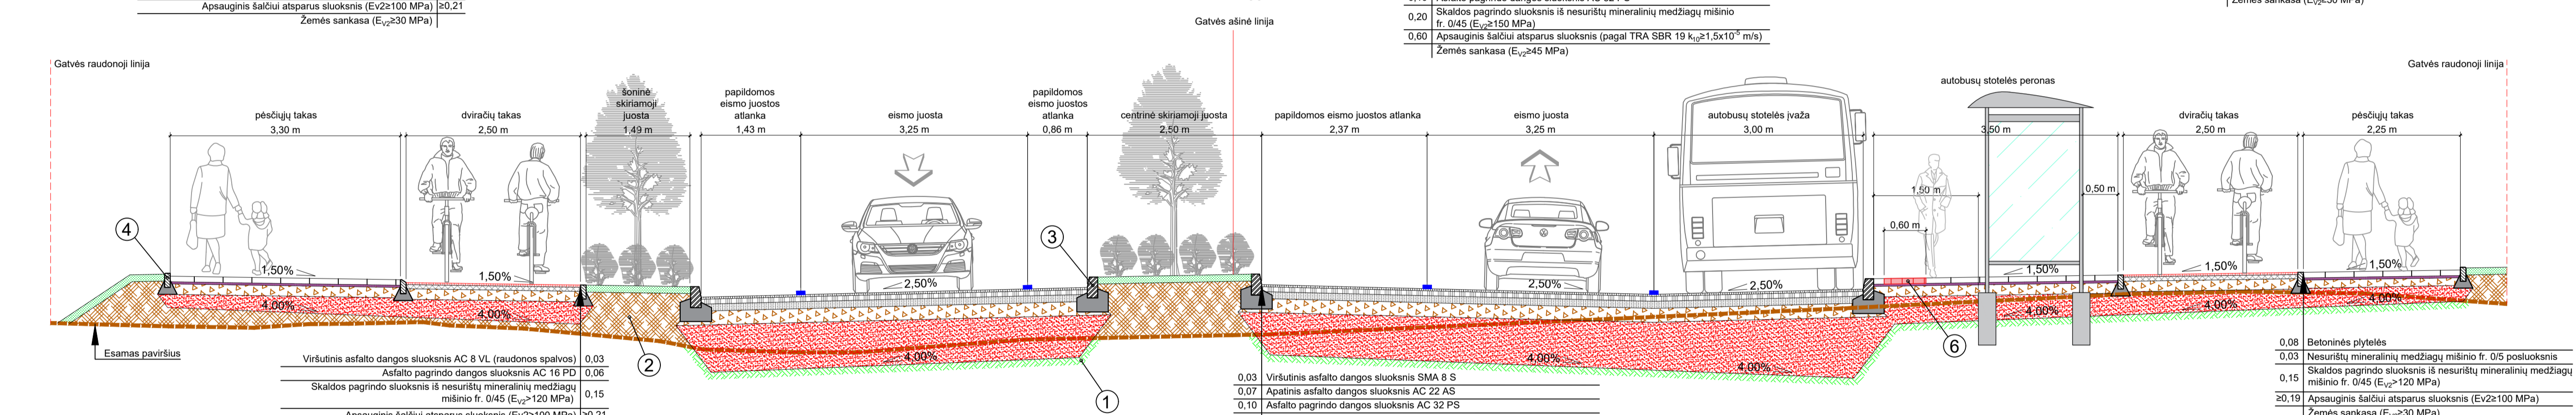 Apsauginis šalčiui atsparus sluoksnis (Ev2≥100 MPa) ≥0,21
Žemės sankasa (EV2≥30 MPa)
0,20 Skaldos pagrindo sluoksnis iš nesurištų mineralinių medžiagų mišinio
fr. 0/45 (EV2≥150 MPa)
0,60 Apsauginis šalčiui atsparus sluoksnis (pagal TRA SBR 19 k10≥1,5x10-5 m/s)
Žemės sankasa (EV2≥45 MPa)
Gatvės ašinė linija
Gatvės raudonoji linija
Gatvės raudonoji linija
pėsčiųjų takas
3,30 m
dviračių takas
2,50 m
šoninė
skiriamoji
juosta
1,49 m
papildomos
eismo juostos
atlanka
1,43 m
eismo juosta
3,25 m
papildomos
eismo juostos
atlanka
0,86 m
centrinė skiriamoji juosta
2,50 m
papildomos eismo juostos atlanka
2,37 m
eismo juosta
3,25 m
autobusų stotelės įvaža
3,00 m
autobusų stotelės peronas
3,50 m
dviračių takas
2,50 m
pėsčiųjų takas
2,25 m
1,50 m
0,50 m
0,60 m
4
3
1,50%
1,50%
2,50%
2,50%
2,50%
1,50%
1,50%
1,50%
4,00%
4,00%
4,00%
4,00%
4,00%
4,00%
4,00%
4,00%
Esamas paviršius
2
1
6
Viršutinis asfalto dangos sluoksnis AC 8 VL (raudonos spalvos) 0,03
Asfalto pagrindo dangos sluoksnis AC 16 PD 0,06
Skaldos pagrindo sluoksnis iš nesurištų mineralinių medžiagų
mišinio fr. 0/45 (EV2>120 MPa) 0,15
Apsauginis šalčiui atsparus sluoksnis (Ev2≥100 MPa) ≥0,21
0,03 Viršutinis asfalto dangos sluoksnis SMA 8 S
0,07 Apatinis asfalto dangos sluoksnis AC 22 AS
0,10 Asfalto pagrindo dangos sluoksnis AC 32 PS
0,08 Betoninės plytelės
0,03 Nesurištų mineralinių medžiagų mišinio fr. 0/5 posluoksnis
0,15 Skaldos pagrindo sluoksnis iš nesurištų mineralinių medžiagų
mišinio fr. 0/45 (EV2>120 MPa)
≥0,19 Apsauginis šalčiui atsparus sluoksnis (Ev2≥100 MPa)
Žemės sankasa (EV2≥30 MPa)